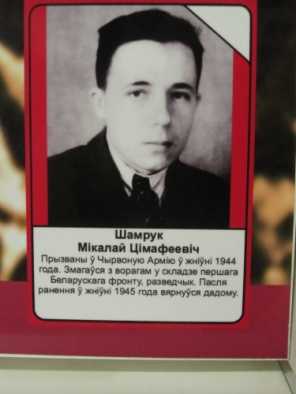 Шамрук
Мікалай Цімафеевіч
Прызваны ў Чырвоную Армію ў жніўні 1944
года. Змагаўся з ворагам у складзе першага
Беларускага фронту, разведчык. Пасля
ранення ў жніўні 1945 года вярнуўся дадому.